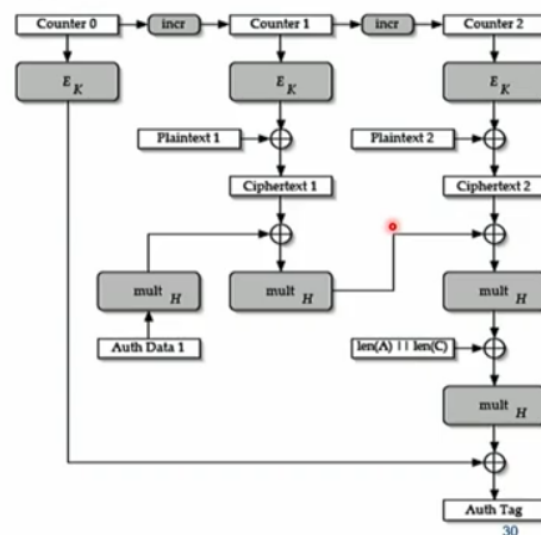 Counter 0
incr
Counter 1
incr
Counter 2
E K
E K
E K
Plaintext 1
Plaintext 2
Ciphertext 1
Ciphertext 2
mult H
mult H
mult H
Auth Data 1
len(A) || len(C)
mult H
Auth Tag
30